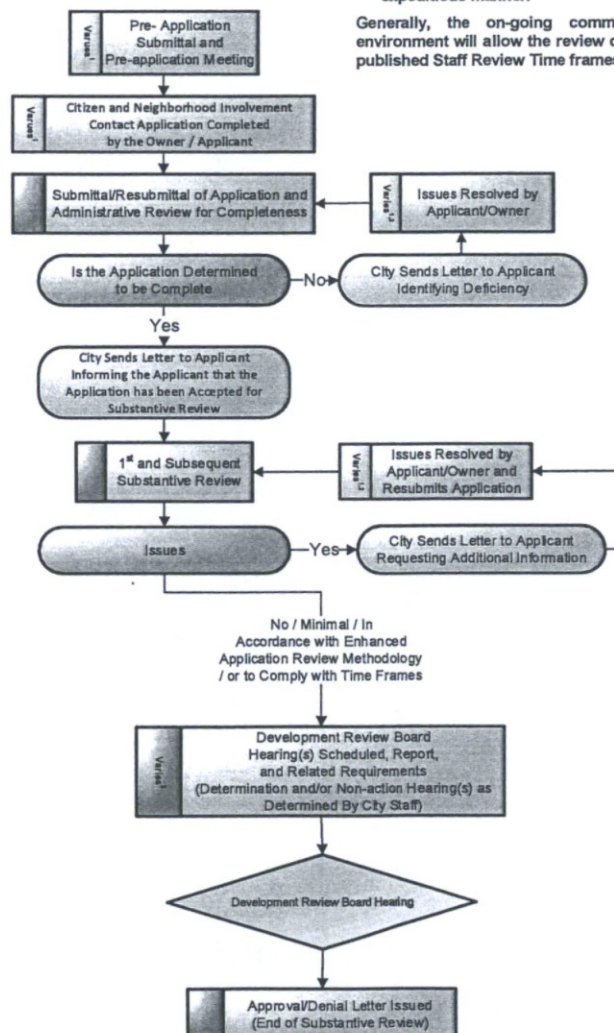 expeditious manner.
Generally, the on-going comm
environment will allow the review o
published Staff Review Time frames
Pre- Application
Submittal and
Pre-application Meeting
Citizen and Neighborhood Involvement
Contact Application Completed
by the Owner / Applicant
Submittal/Resubmittal of Application and
Administrative Review for Completeness
Varies1,2
Issues Resolved by
Applicant/Owner
Is the Application Determined
to be Complete
No
City Sends Letter to Applicant
Identifying Deficiency
Yes
City Sends Letter to Applicant
Informing the Applicant that the
Application has been Accepted for
Substantive Review
1st and Subsequent
Substantive Review
Varies1,2
Issues Resolved by
Applicant/Owner and
Resubmits Application
Issues
Yes
City Sends Letter to Applicant
Requesting Additional Information
No / Minimal / In
Accordance with Enhanced
Application Review Methodology
/ or to Comply with Time Frames
Varies1
Development Review Board
Hearing(s) Scheduled, Report,
and Related Requirements
(Determination and/or Non-action Hearing(s) as
Determined By City Staff)
Development Review Board Hearing
Approval/Denial Letter Issued
(End of Substantive Review)